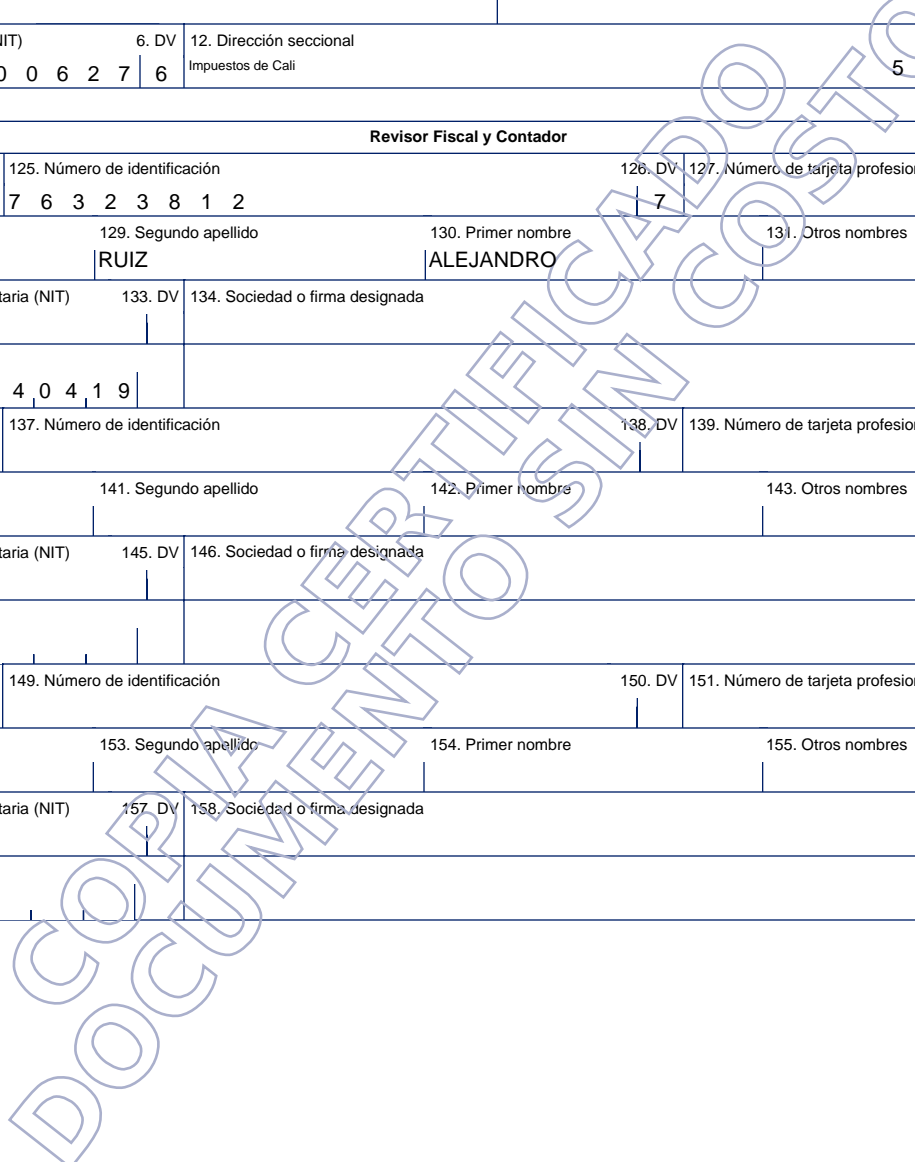 NIT) 6. DV 12. Dirección seccional
0 0 6 2 7 6 Impuestos de Cali 5
Revisor Fiscal y Contador
125. Número de identificación 126. DV 127. Número de tarjeta profesion
7 6 3 2 3 8 1 2 7
129. Segundo apellido 130. Primer nombre 131. Otros nombres
RUIZ ALEJANDRO
taria (NIT) 133. DV 134. Sociedad o firma designada
4 0 4 1 9
137. Número de identificación 138. DV 139. Número de tarjeta profesion
141. Segundo apellido 142. Primer nombre 143. Otros nombres
taria (NIT) 145. DV 146. Sociedad o firma designada
149. Número de identificación 150. DV 151. Número de tarjeta profesion
153. Segundo apellido 154. Primer nombre 155. Otros nombres
taria (NIT) 157. DV 158. Sociedad o firma designada
COPIA CERTIFICADO
DOCUMENTO SIN COSTO